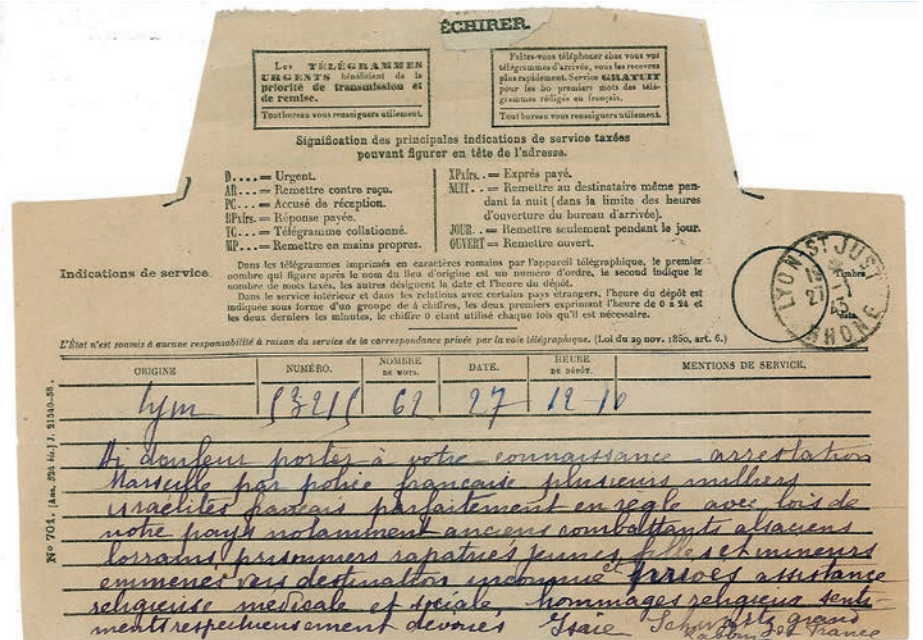 ÉCHIRER.
Les TÉLÉGRAMMES
URGENTS bénéficient de la
priorité de transmission et
de remise.
Tout bureau vous renseignera utilement.
Faites-vous téléphoner chez vous vos
télégrammes d'arrivée, vous les recevrez
plus rapidement. Service GRATUIT
pour les 50 premiers mots des télé-
grammes rédigés en français.
Tout bureau vous renseignera utilement.
Signification des principales indications de service taxées
pouvant figurer en tête de l'adresse.
D.... = Urgent.
AR... = Remettre contre reçu.
PC... = Accusé de réception.
RPxfrs. = Réponse payée.
TC... = Télégramme collationné.
MP... = Remettre en mains propres.
XPxfrs. . = Exprès payé.
NUIT. . = Remettre au destinataire même pen-
dant la nuit (dans la limite des heures
d'ouverture du bureau d'arrivée).
JOUR. . = Remettre seulement pendant le jour.
OUVERT = Remettre ouvert.
Indications de service.
Dans les télégrammes imprimés en caractères romains par l'appareil télégraphique, le premier
nombre qui figure après le nom du lieu d'origine est un numéro d'ordre, le second indique le
nombre de mots taxés, les autres désignent la date et l'heure du dépôt.
Dans le service intérieur et dans les relations avec certains pays étrangers, l'heure du dépôt est
indiquée sous forme d'un groupe de 4 chiffres, les deux premiers exprimant l'heure de 0 à 24 et
les deux derniers les minutes, le chiffre 0 étant utilisé chaque fois qu'il est nécessaire.
Timbre
LYON-ST JUST
RHONE
L'État n'est soumis à aucune responsabilité à raison du service de la correspondance privée par la voie télégraphique. (Loi du 29 nov. 1850, art. 6.)
ORIGINE NUMÉRO. NOMBRE DE MOTS. DATE. HEURE DE DÉPÔT. MENTIONS DE SERVICE.
Lyon 53215 62 27 12-10
N° 701.
Ai douleur porter à votre connaissance arrestation
Marseille par police française plusieurs milliers
israélites français parfaitement en règle avec lois de
notre pays notamment anciens combattants alsaciens
lorrains prisonniers rapatriés jeunes filles et mineurs
emmenés vers destination inconnue et privés assistance
religieuse médicale et sociale, hommages religieux senti-
ments respectueusement dévoués Isaïe Schwartz grand
rabbin de France